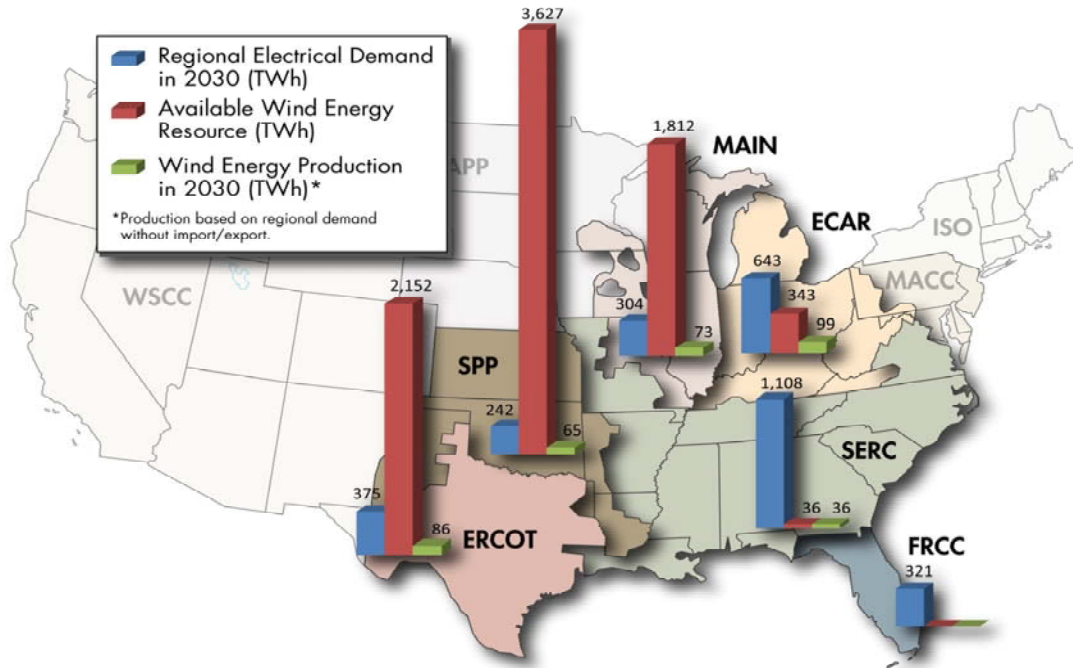 3,627
Regional Electrical Demand
in 2030 (TWh)
Available Wind Energy
Resource (TWh)
Wind Energy Production
in 2030 (TWh)*
*Production based on regional demand
without import/export.
1,812
MAIN
APP
ECAR
ISO
643
MACC
WSCC
2,152
304
343
73
99
SPP
1,108
242
65
SERC
375
36 36
86
ERCOT
FRCC
321